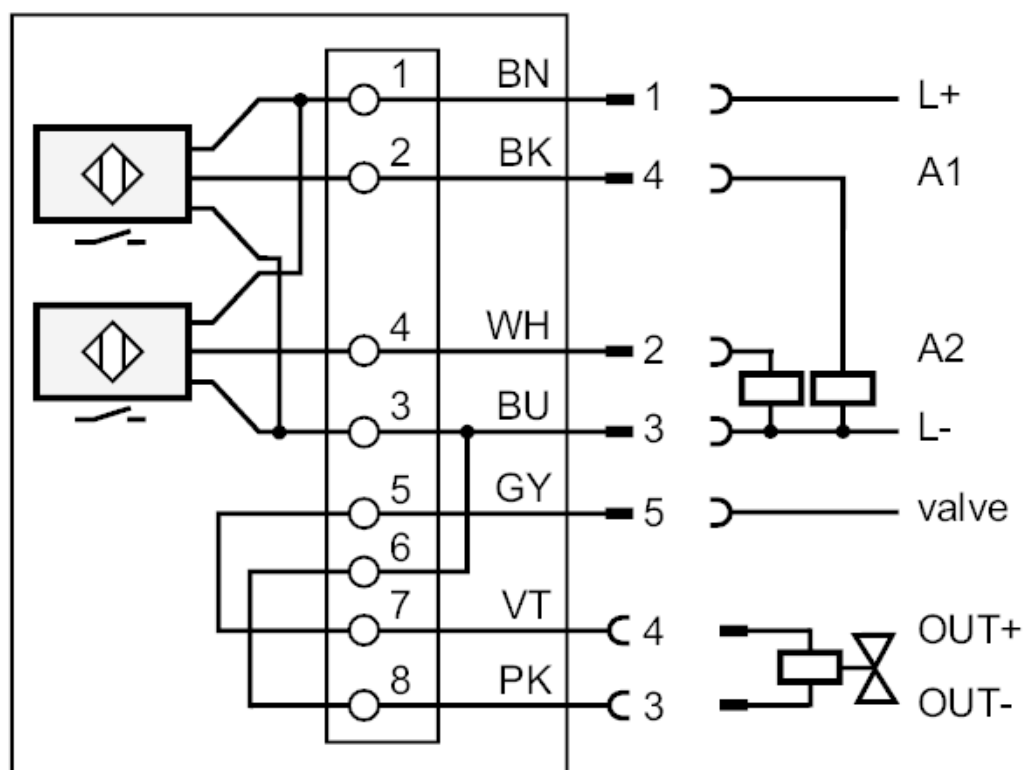 1 BN 1 L+
2 BK 4 A1
4 WH 2 A2
3 BU 3 L-
5 GY 5 valve
6
7 VT 4 OUT+
8 PK 3 OUT-